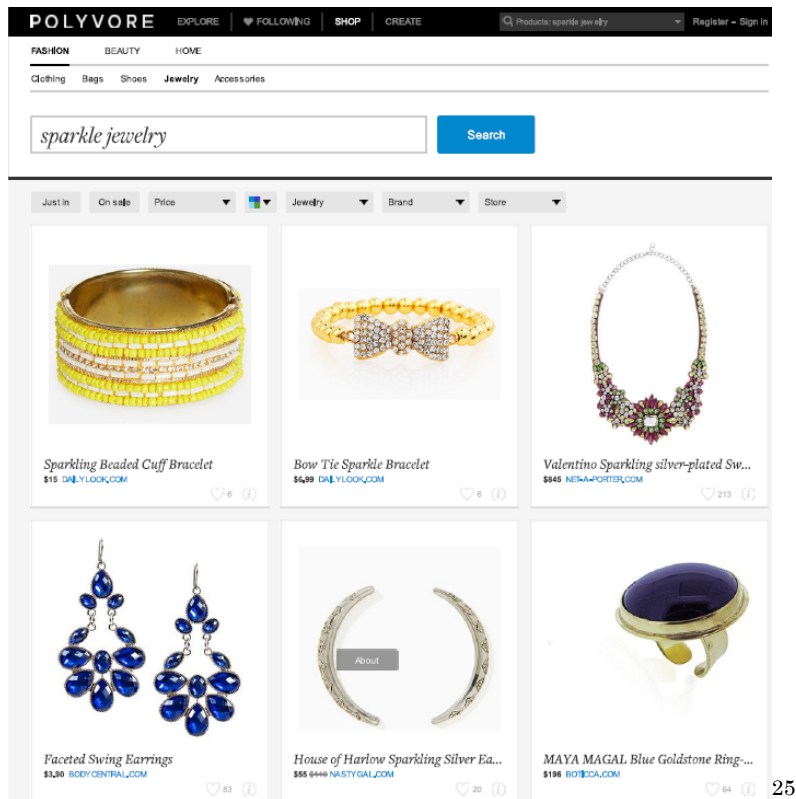 POLYVORE EXPLORE FOLLOWING SHOP CREATE Products: sparkle jewelry Register - Sign In
FASHION BEAUTY HOME
Clothing Bags Shoes Jewelry Accessories
sparkle jewelry Search
Just in On sale Price Jewelry Brand Store
Sparkling Beaded Cuff Bracelet
$15 DAILYLOOK.COM
6
Bow Tie Sparkle Bracelet
$6.99 DAILYLOOK.COM
6
Valentino Sparkling silver-plated Sw...
$845 NET-A-PORTER.COM
213
Faceted Swing Earrings
$3.90 BODYCENTRAL.COM
83
About
House of Harlow Sparkling Silver Ea...
$55 NASTYGAL.COM
20
MAYA MAGAL Blue Goldstone Ring-...
$196 BOTICCA.COM
64
25